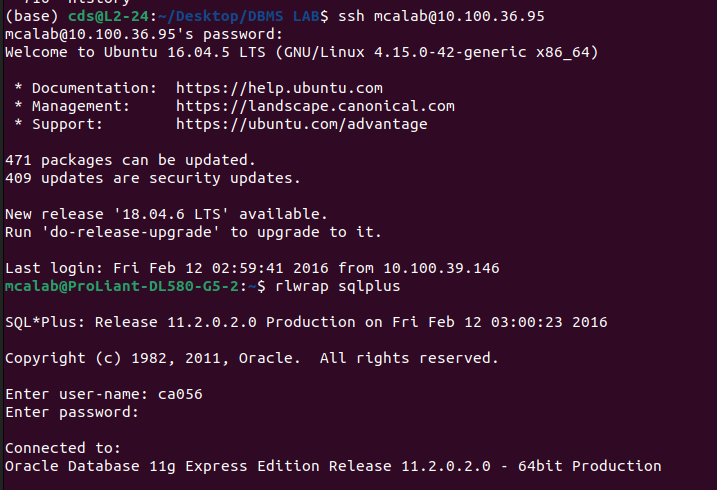 710  history
(base) cds@L2-24:~/Desktop/DBMS LAB$ ssh mcalab@10.100.36.95
mcalab@10.100.36.95's password:
Welcome to Ubuntu 16.04.5 LTS (GNU/Linux 4.15.0-42-generic x86_64)
 * Documentation:  https://help.ubuntu.com
 * Management:     https://landscape.canonical.com
 * Support:        https://ubuntu.com/advantage
471 packages can be updated.
409 updates are security updates.
New release '18.04.6 LTS' available.
Run 'do-release-upgrade' to upgrade to it.
Last login: Fri Feb 12 02:59:41 2016 from 10.100.39.146
mcalab@ProLiant-DL580-G5-2:~$ rlwrap sqlplus
SQL*Plus: Release 11.2.0.2.0 Production on Fri Feb 12 03:00:23 2016
Copyright (c) 1982, 2011, Oracle.  All rights reserved.
Enter user-name: ca056
Enter password:
Connected to:
Oracle Database 11g Express Edition Release 11.2.0.2.0 - 64bit Production